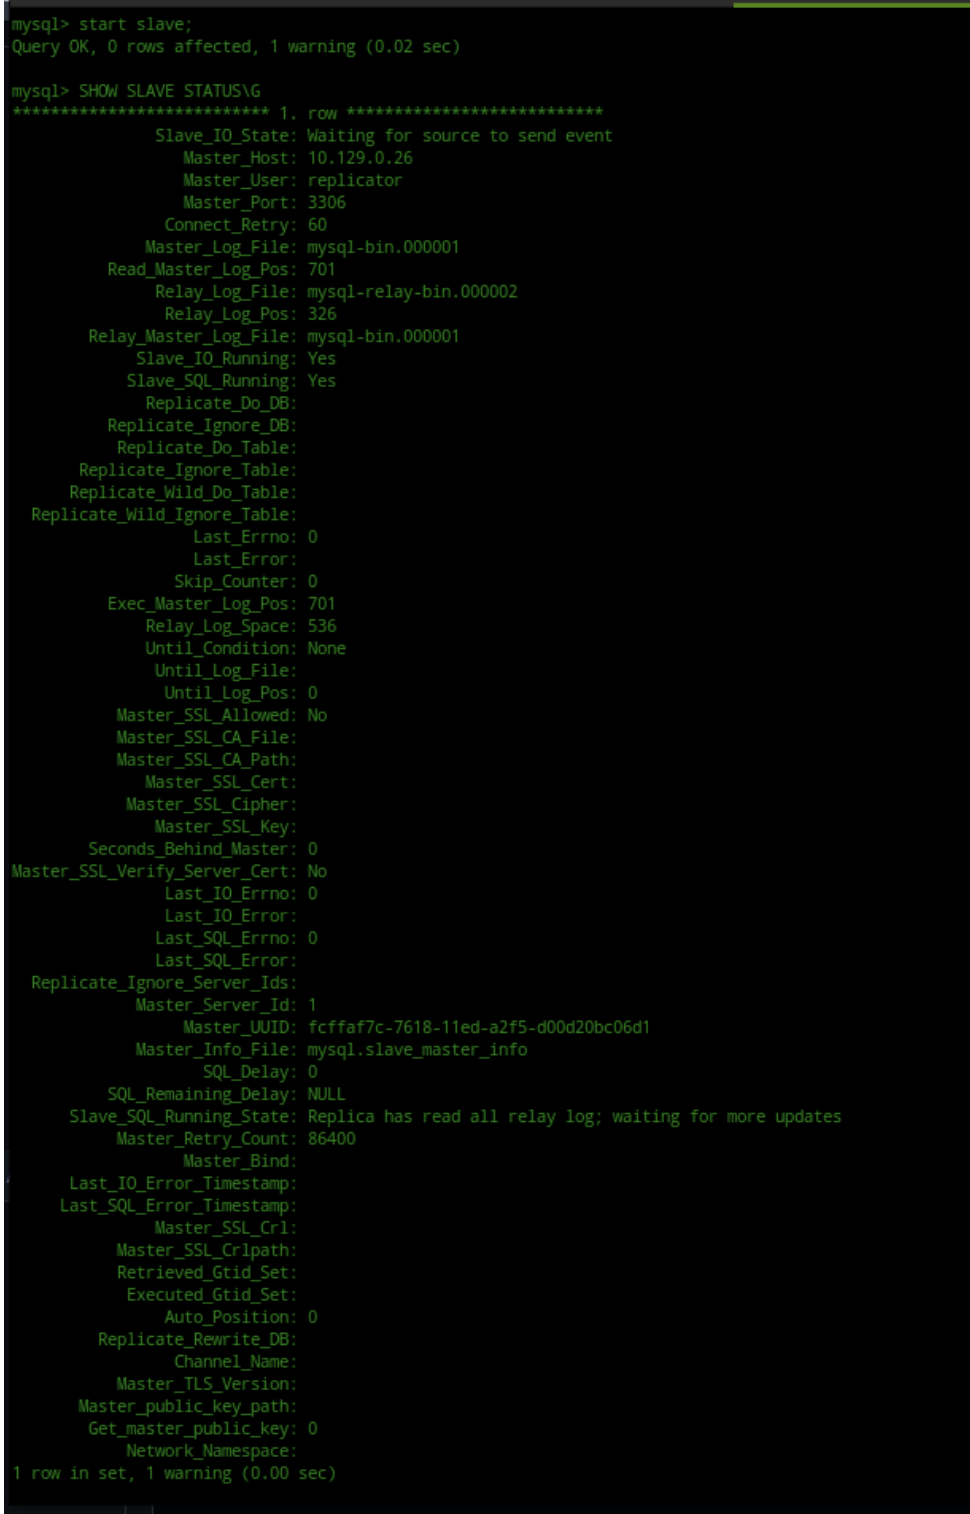 mysql> start slave;
Query OK, 0 rows affected, 1 warning (0.02 sec)
mysql> SHOW SLAVE STATUS\G
*************************** 1. row ***************************
Slave_IO_State: Waiting for source to send event
Master_Host: 10.129.0.26
Master_User: replicator
Master_Port: 3306
Connect_Retry: 60
Master_Log_File: mysql-bin.000001
Read_Master_Log_Pos: 701
Relay_Log_File: mysql-relay-bin.000002
Relay_Log_Pos: 326
Relay_Master_Log_File: mysql-bin.000001
Slave_IO_Running: Yes
Slave_SQL_Running: Yes
Replicate_Do_DB:
Replicate_Ignore_DB:
Replicate_Do_Table:
Replicate_Ignore_Table:
Replicate_Wild_Do_Table:
Replicate_Wild_Ignore_Table:
Last_Errno: 0
Last_Error:
Skip_Counter: 0
Exec_Master_Log_Pos: 701
Relay_Log_Space: 536
Until_Condition: None
Until_Log_File:
Until_Log_Pos: 0
Master_SSL_Allowed: No
Master_SSL_CA_File:
Master_SSL_CA_Path:
Master_SSL_Cert:
Master_SSL_Cipher:
Master_SSL_Key:
Seconds_Behind_Master: 0
Master_SSL_Verify_Server_Cert: No
Last_IO_Errno: 0
Last_IO_Error:
Last_SQL_Errno: 0
Last_SQL_Error:
Replicate_Ignore_Server_Ids:
Master_Server_Id: 1
Master_UUID: fcffaf7c-7618-11ed-a2f5-d00d20bc06d1
Master_Info_File: mysql.slave_master_info
SQL_Delay: 0
SQL_Remaining_Delay: NULL
Slave_SQL_Running_State: Replica has read all relay log; waiting for more updates
Master_Retry_Count: 86400
Master_Bind:
Last_IO_Error_Timestamp:
Last_SQL_Error_Timestamp:
Master_SSL_Crl:
Master_SSL_Crlpath:
Retrieved_Gtid_Set:
Executed_Gtid_Set:
Auto_Position: 0
Replicate_Rewrite_DB:
Channel_Name:
Master_TLS_Version:
Master_public_key_path:
Get_master_public_key: 0
Network_Namespace:
1 row in set, 1 warning (0.00 sec)